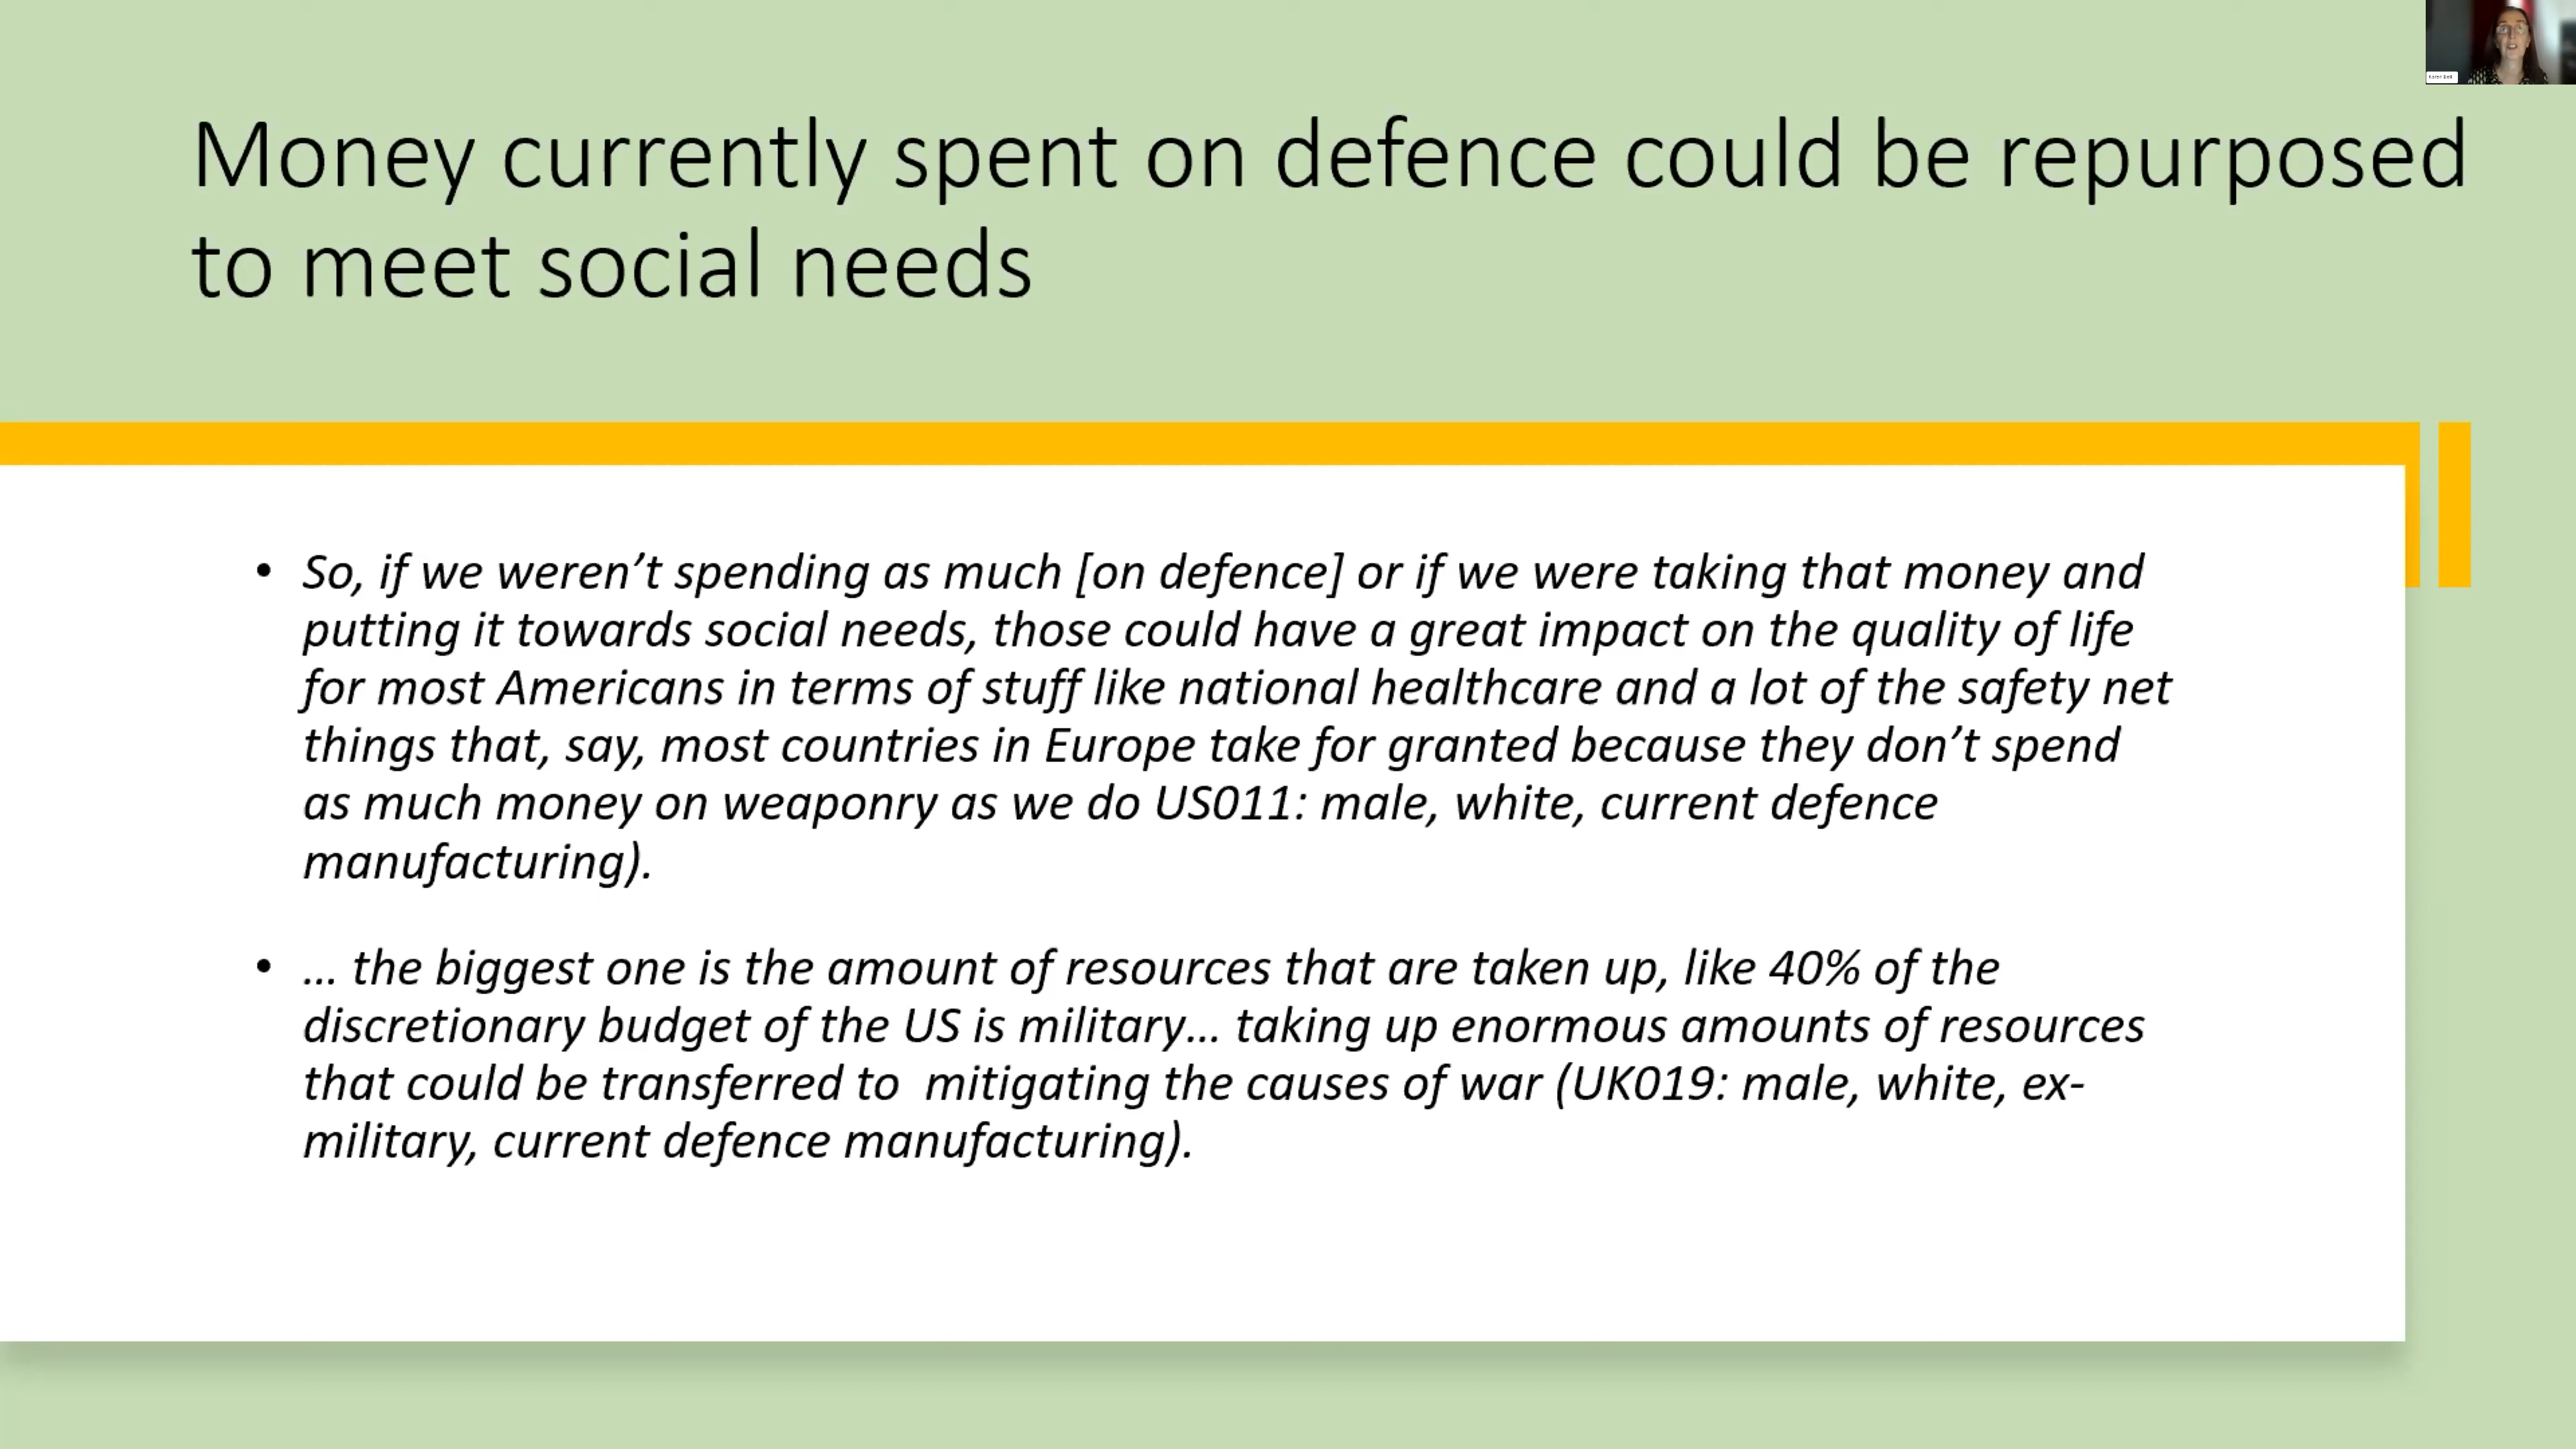 Money currently spent on defence could be repurposed
to meet social needs
• So, if we weren’t spending as much [on defence] or if we were taking that money and
putting it towards social needs, those could have a great impact on the quality of life
for most Americans in terms of stuff like national healthcare and a lot of the safety net
things that, say, most countries in Europe take for granted because they don’t spend
as much money on weaponry as we do US011: male, white, current defence
manufacturing).
• … the biggest one is the amount of resources that are taken up, like 40% of the
discretionary budget of the US is military… taking up enormous amounts of resources
that could be transferred to  mitigating the causes of war (UK019: male, white, ex-
military, current defence manufacturing).